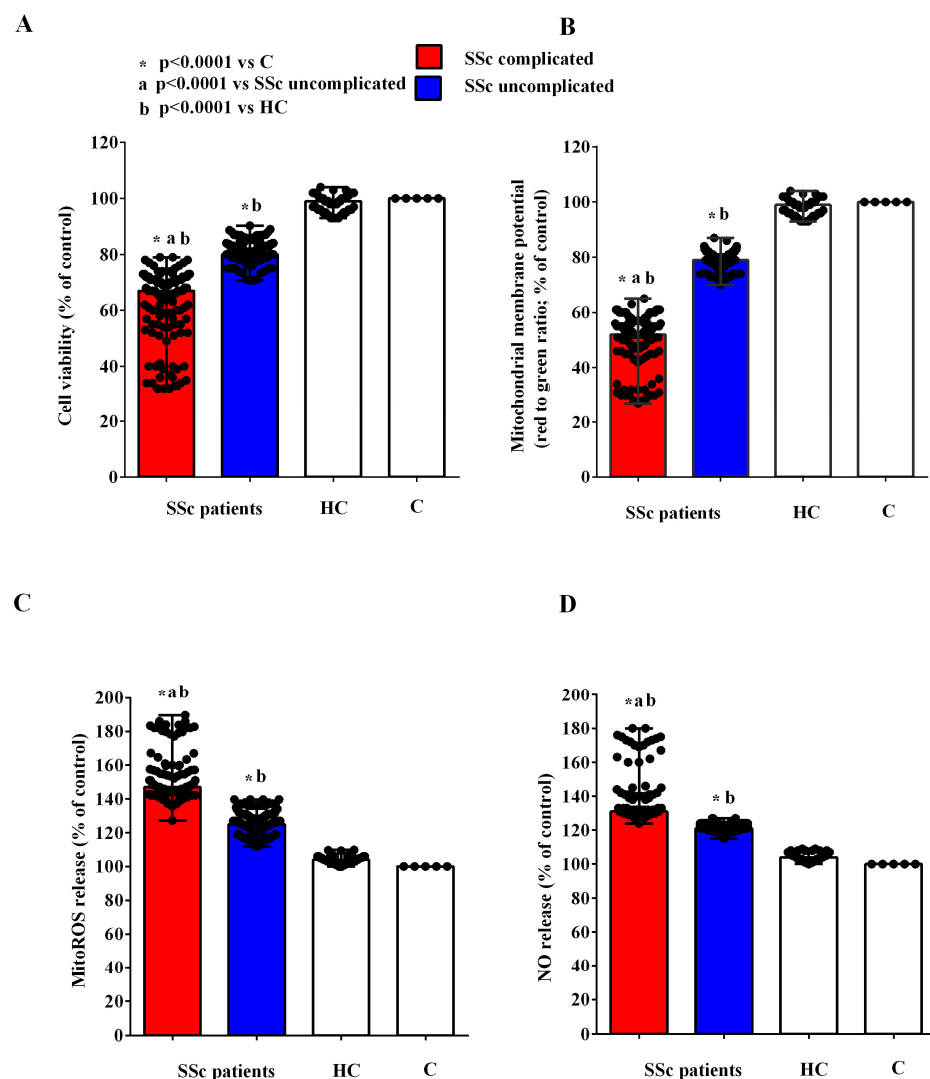 A
B
* p<0.0001 vs C
a p<0.0001 vs SSc uncomplicated
b p<0.0001 vs HC
SSc complicated
SSc uncomplicated
Cell viability (% of control)
120
100
80
60
40
20
0
* a b
*b
SSc patients
HC
C
Mitochondrial membrane potential
(red to green ratio; % of control)
120
100
80
60
40
20
0
* a b
* b
SSc patients
HC
C
C
D
MitoROS release (% of control)
200
180
160
140
120
100
80
60
40
20
0
*ab
*b
SSc patients
HC
C
NO release (% of control)
200
180
160
140
120
100
80
60
40
20
0
*ab
* b
SSc patients
HC
C